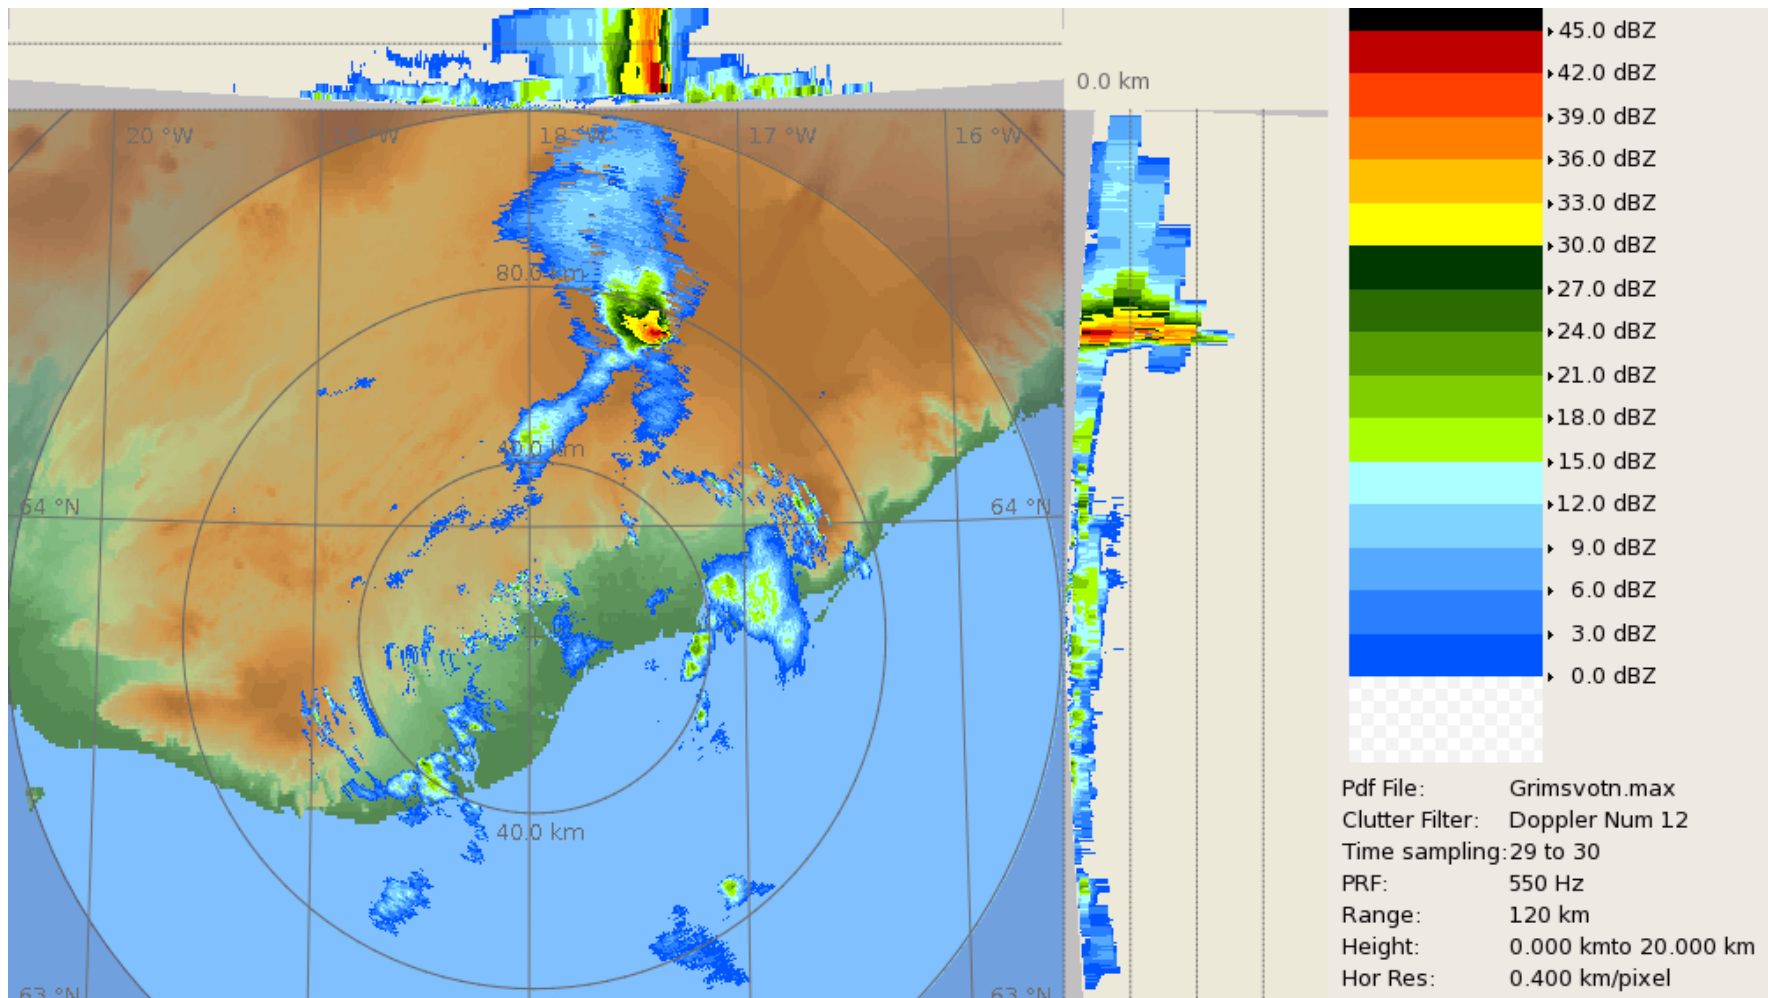 45.0 dBZ
0.0 km
42.0 dBZ
39.0 dBZ
20 °W
19 °W
18 °W
17 °W
16 °W
36.0 dBZ
33.0 dBZ
30.0 dBZ
80.0 km
27.0 dBZ
24.0 dBZ
21.0 dBZ
18.0 dBZ
40.0 km
15.0 dBZ
64 °N
64 °N
12.0 dBZ
9.0 dBZ
6.0 dBZ
3.0 dBZ
0.0 dBZ
40.0 km
Pdf File: Grimsvotn.max
Clutter Filter: Doppler Num 12
Time sampling: 29 to 30
PRF: 550 Hz
Range: 120 km
Height: 0.000 kmto 20.000 km
Hor Res: 0.400 km/pixel
63 °N
63 °N